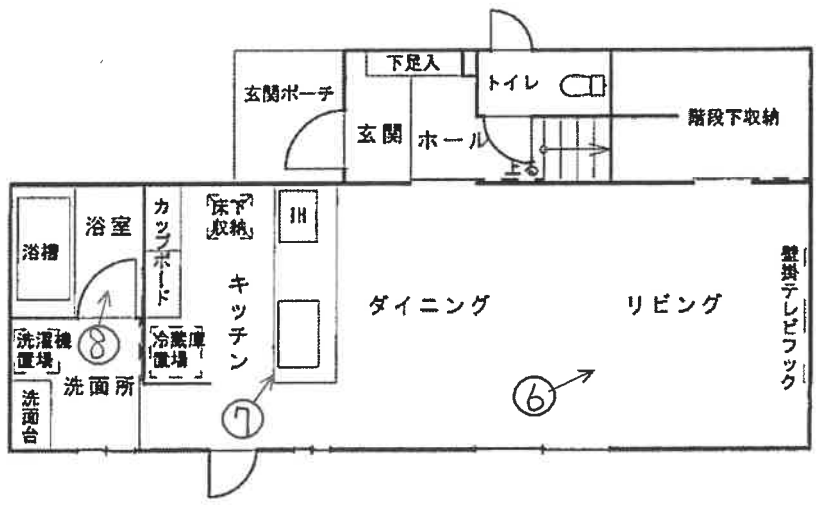 下足入
トイレ
玄関ポーチ
玄関
ホール
上る
階段下収納
浴槽
浴室
カップボード
床下
収納
IH
キッチン
ダイニング
リビング
壁掛テレビフック
洗濯機
置場
⑧
冷蔵庫
置場
洗面所
洗面台
⑦
⑥